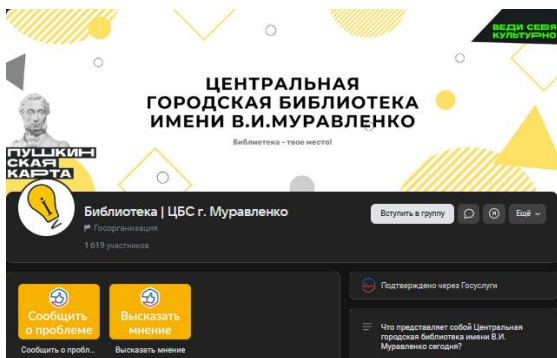 ВЕДИ СЕБЯ
КУЛЬТУРНО
ЦЕНТРАЛЬНАЯ
ГОРОДСКАЯ БИБЛИОТЕКА
ИМЕНИ В.И.МУРАВЛЕНКО
Библиотека – твое место!
ПУШКИН
СКАЯ
КАРТА
Библиотека | ЦБС г. Муравленко
Госорганизация
1 619 участников
Вступить в группу
Ещё
Сообщить
о проблеме
Высказать
мнение
Сообщить о пробл...
Высказать мнение
Подтверждено через Госуслуги
Что представляет собой Центральная
городская библиотека имени В.И.
Муравленко сегодня?